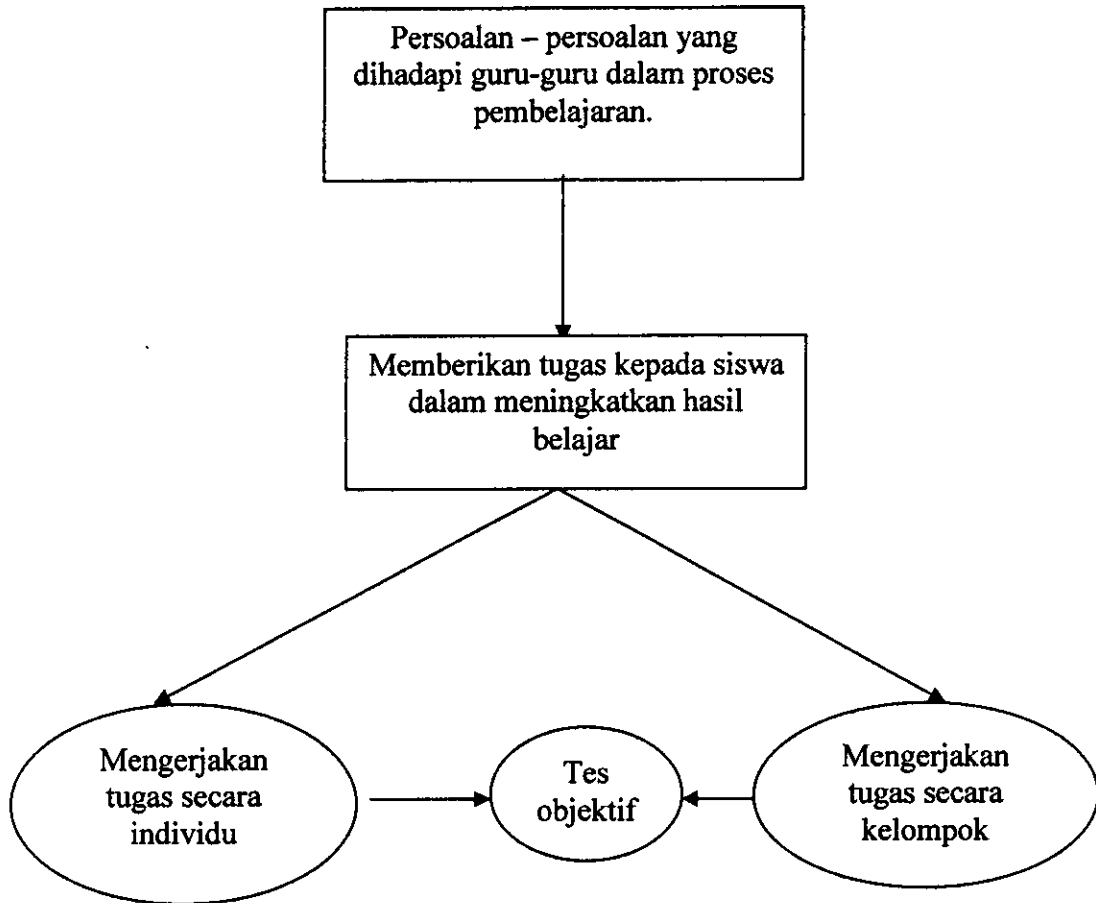 Persoalan – persoalan yang
dihadapi guru-guru dalam proses
pembelajaran.
Memberikan tugas kepada siswa
dalam meningkatkan hasil
belajar
Mengerjakan
tugas secara
individu
Tes
objektif
Mengerjakan
tugas secara
kelompok